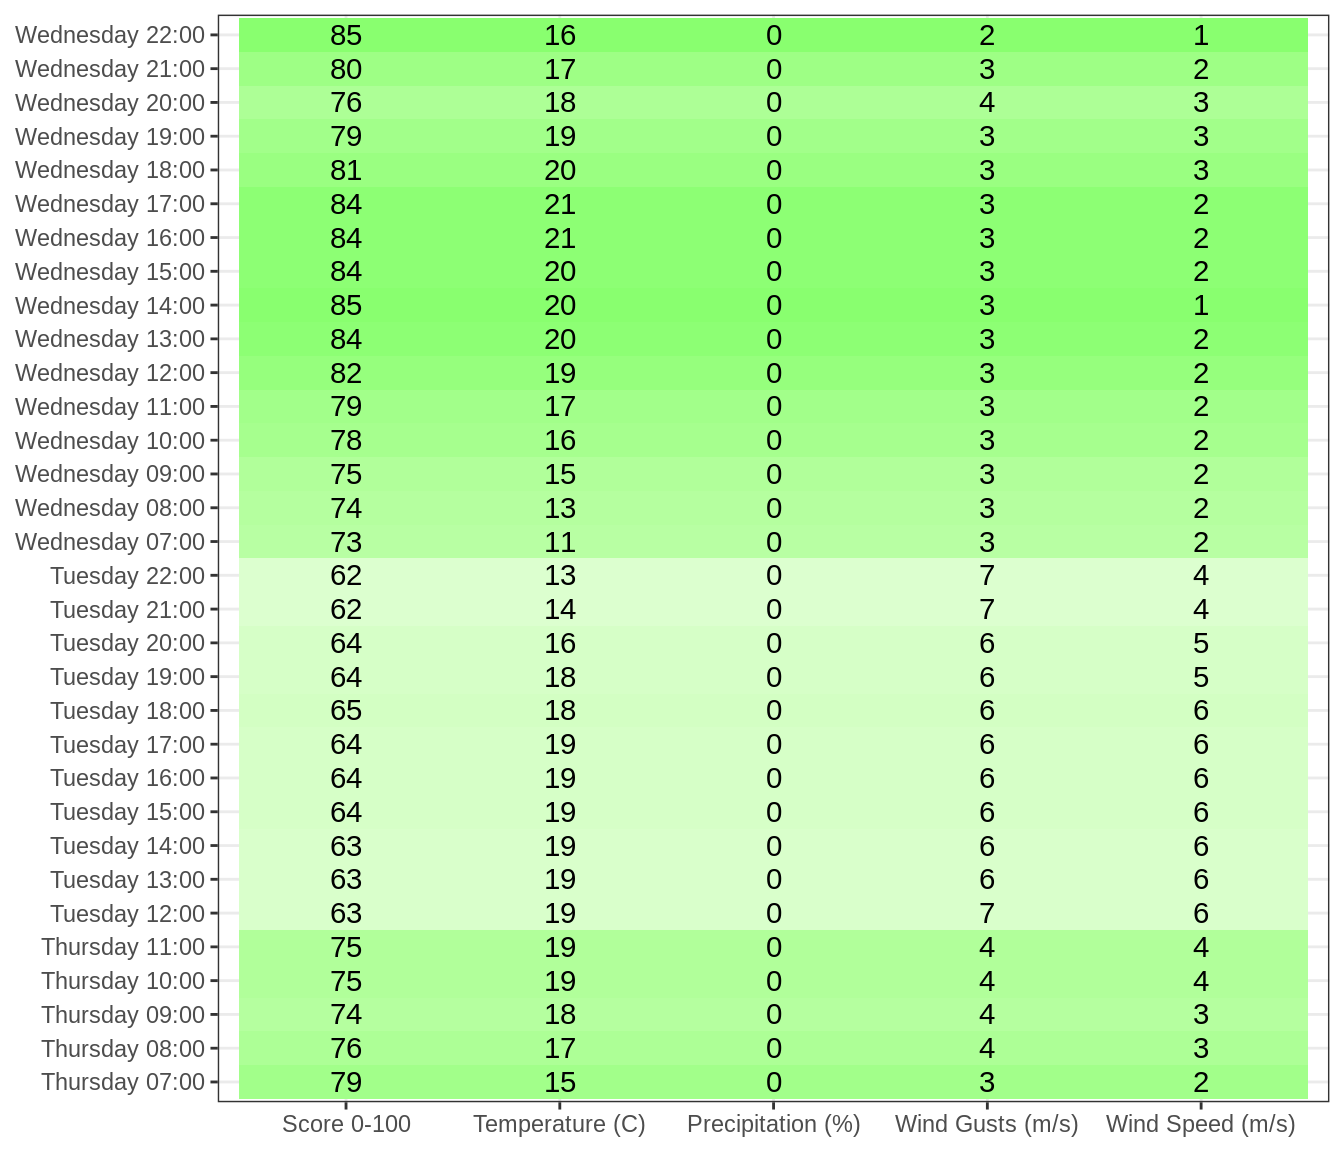 Wednesday 22:00 85 16 0 2 1
Wednesday 21:00 80 17 0 3 2
Wednesday 20:00 76 18 0 4 3
Wednesday 19:00 79 19 0 3 3
Wednesday 18:00 81 20 0 3 3
Wednesday 17:00 84 21 0 3 2
Wednesday 16:00 84 21 0 3 2
Wednesday 15:00 84 20 0 3 2
Wednesday 14:00 85 20 0 3 1
Wednesday 13:00 84 20 0 3 2
Wednesday 12:00 82 19 0 3 2
Wednesday 11:00 79 17 0 3 2
Wednesday 10:00 78 16 0 3 2
Wednesday 09:00 75 15 0 3 2
Wednesday 08:00 74 13 0 3 2
Wednesday 07:00 73 11 0 3 2
Tuesday 22:00 62 13 0 7 4
Tuesday 21:00 62 14 0 7 4
Tuesday 20:00 64 16 0 6 5
Tuesday 19:00 64 18 0 6 5
Tuesday 18:00 65 18 0 6 6
Tuesday 17:00 64 19 0 6 6
Tuesday 16:00 64 19 0 6 6
Tuesday 15:00 64 19 0 6 6
Tuesday 14:00 63 19 0 6 6
Tuesday 13:00 63 19 0 6 6
Tuesday 12:00 63 19 0 7 6
Thursday 11:00 75 19 0 4 4
Thursday 10:00 75 19 0 4 4
Thursday 09:00 74 18 0 4 3
Thursday 08:00 76 17 0 4 3
Thursday 07:00 79 15 0 3 2
Score 0-100 Temperature (C) Precipitation (%) Wind Gusts (m/s) Wind Speed (m/s)